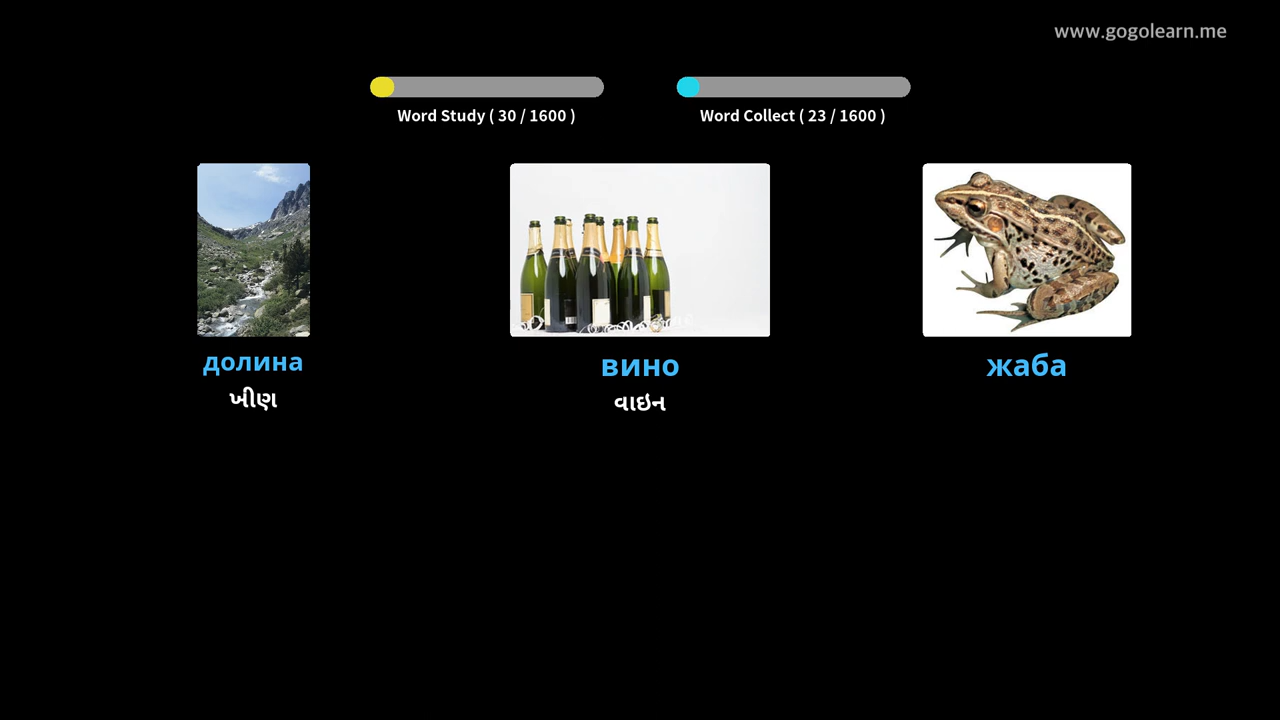 www.gogolearn.me
Word Study ( 30 / 1600 )
Word Collect ( 23 / 1600 )
долина
вино
жаба
ખીણ
વાઇન